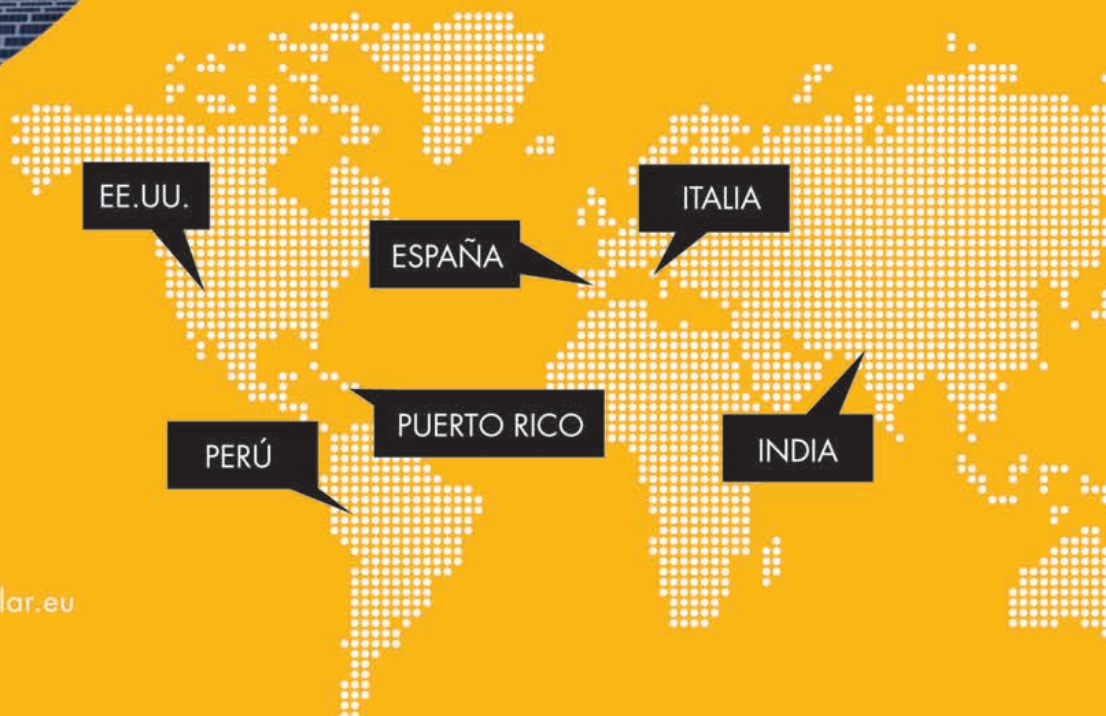 EE.UU.
ITALIA
ESPAÑA
PUERTO RICO
PERÚ
INDIA
lar.eu